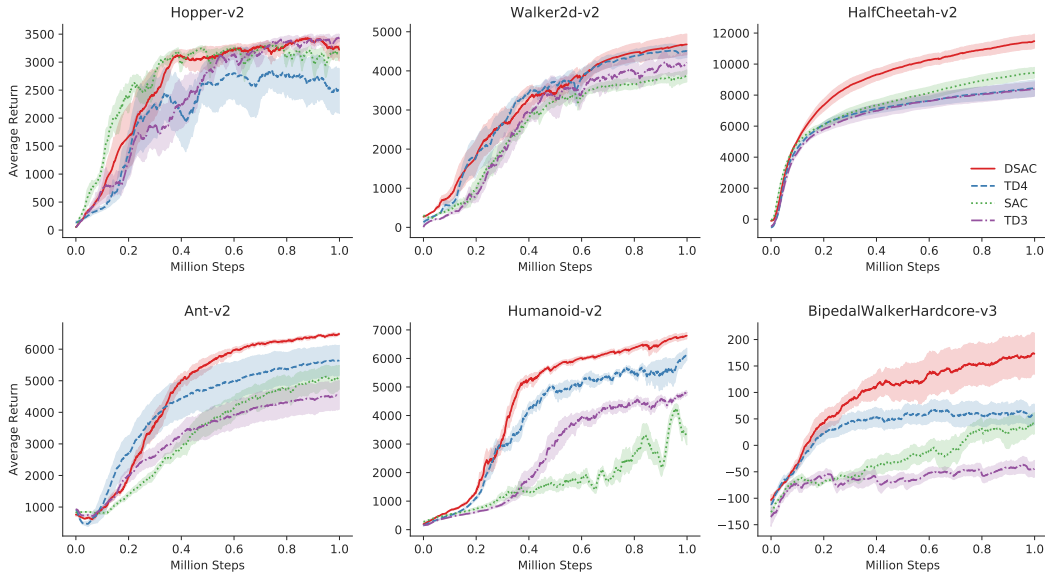 Hopper-v2
Walker2d-v2
HalfCheetah-v2
Average Return
3500
3000
2500
2000
1500
1000
500
0
0.0 0.2 0.4 0.6 0.8 1.0
Million Steps
5000
4000
3000
2000
1000
0
0.0 0.2 0.4 0.6 0.8 1.0
Million Steps
12000
10000
8000
6000
4000
2000
0
DSAC
TD4
SAC
TD3
0.0 0.2 0.4 0.6 0.8 1.0
Million Steps
Ant-v2
Humanoid-v2
BipedalWalkerHardcore-v3
Average Return
6000
5000
4000
3000
2000
1000
0.0 0.2 0.4 0.6 0.8 1.0
Million Steps
7000
6000
5000
4000
3000
2000
1000
0
0.0 0.2 0.4 0.6 0.8 1.0
Million Steps
200
150
100
50
0
−50
−100
−150
0.0 0.2 0.4 0.6 0.8 1.0
Million Steps